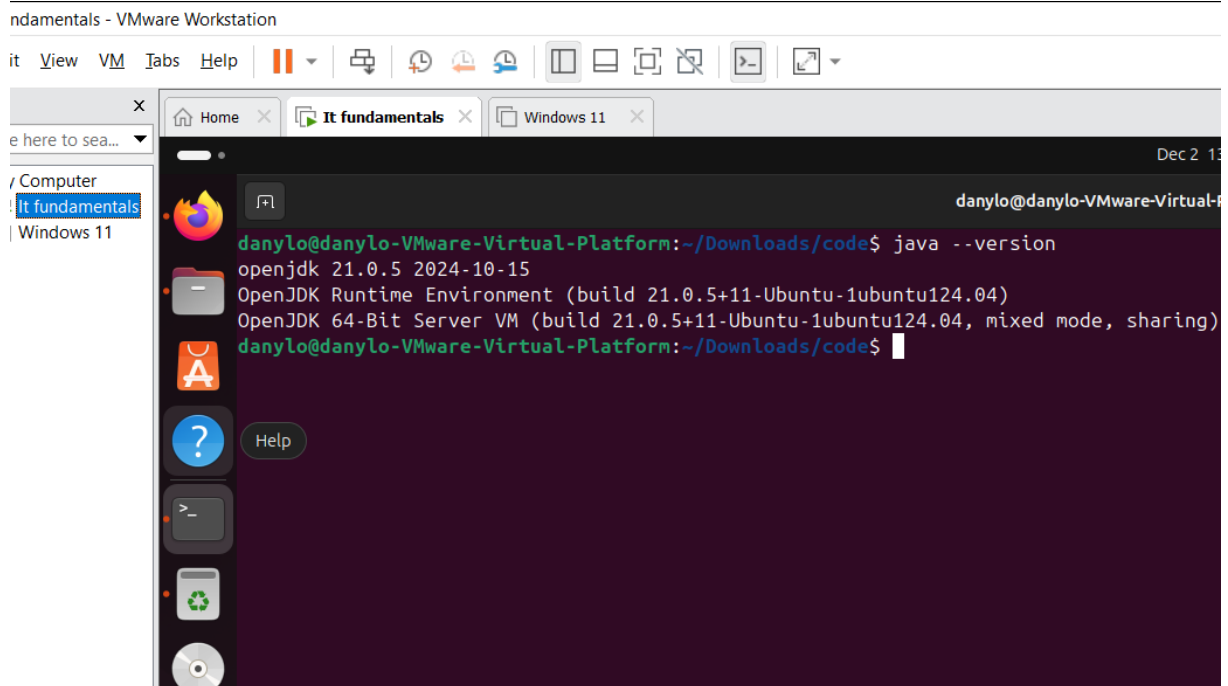 ndamentals - VMware Workstation
it View VM Tabs Help
Home It fundamentals Windows 11
e here to sea...
y Computer
It fundamentals
Windows 11
Dec 2 13
danylo@danylo-VMware-Virtual-P
danylo@danylo-VMware-Virtual-Platform:~/Downloads/code$ java --version
openjdk 21.0.5 2024-10-15
OpenJDK Runtime Environment (build 21.0.5+11-Ubuntu-1ubuntu124.04)
OpenJDK 64-Bit Server VM (build 21.0.5+11-Ubuntu-1ubuntu124.04, mixed mode, sharing)
danylo@danylo-VMware-Virtual-Platform:~/Downloads/code$
Help